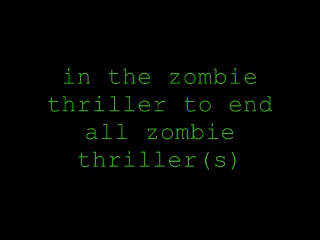 in the zombie
thriller to end
all zombie
thriller(s)